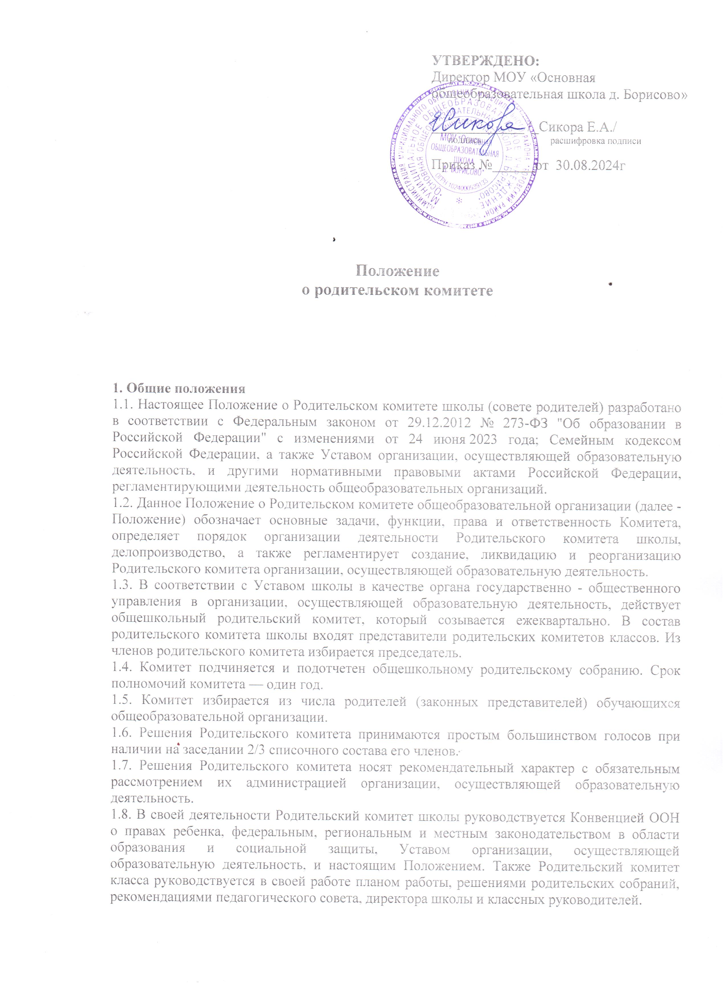 УТВЕРЖДЕНО:
Директор МОУ «Основная
общеобразовательная школа д. Борисово»
Сикора Е.А./
подпись расшифровка подписи
Приказ №______от 30.08.2024г
МОУ "ОСНОВНАЯ
ОБЩЕОБРАЗОВАТЕЛЬНАЯ
ШКОЛА
Д. БОРИСОВО"
ОГРН 1024000539133
Положение
о родительском комитете
1. Общие положения
1.1. Настоящее Положение о Родительском комитете школы (совете родителей) разработано
в соответствии с Федеральным законом от 29.12.2012 № 273-ФЗ "Об образовании в
Российской Федерации" с изменениями от 24 июня 2023 года; Семейным кодексом
Российской Федерации, а также Уставом организации, осуществляющей образовательную
деятельность, и другими нормативными правовыми актами Российской Федерации,
регламентирующими деятельность общеобразовательных организаций.
1.2. Данное Положение о Родительском комитете общеобразовательной организации (далее -
Положение) обозначает основные задачи, функции, права и ответственность Комитета,
определяет порядок организации деятельности Родительского комитета школы,
делопроизводство, а также регламентирует создание, ликвидацию и реорганизацию
Родительского комитета организации, осуществляющей образовательную деятельность.
1.3. В соответствии с Уставом школы в качестве органа государственно - общественного
управления в организации, осуществляющей образовательную деятельность, действует
общешкольный родительский комитет, который созывается ежеквартально. В состав
родительского комитета школы входят представители родительских комитетов классов. Из
членов родительского комитета избирается председатель.
1.4. Комитет подчиняется и подотчетен общешкольному родительскому собранию. Срок
полномочий комитета — один год.
1.5. Комитет избирается из числа родителей (законных представителей) обучающихся
общеобразовательной организации.
1.6. Решения Родительского комитета принимаются простым большинством голосов при
наличии на заседании 2/3 списочного состава его членов.
1.7. Решения Родительского комитета носят рекомендательный характер с обязательным
рассмотрением их администрацией организации, осуществляющей образовательную
деятельность.
1.8. В своей деятельности Родительский комитет школы руководствуется Конвенцией ООН
о правах ребенка, федеральным, региональным и местным законодательством в области
образования и социальной защиты, Уставом организации, осуществляющей
образовательную деятельность, и настоящим Положением. Также Родительский комитет
класса руководствуется в своей работе планом работы, решениями родительских собраний,
рекомендациями педагогического совета, директора школы и классных руководителей.